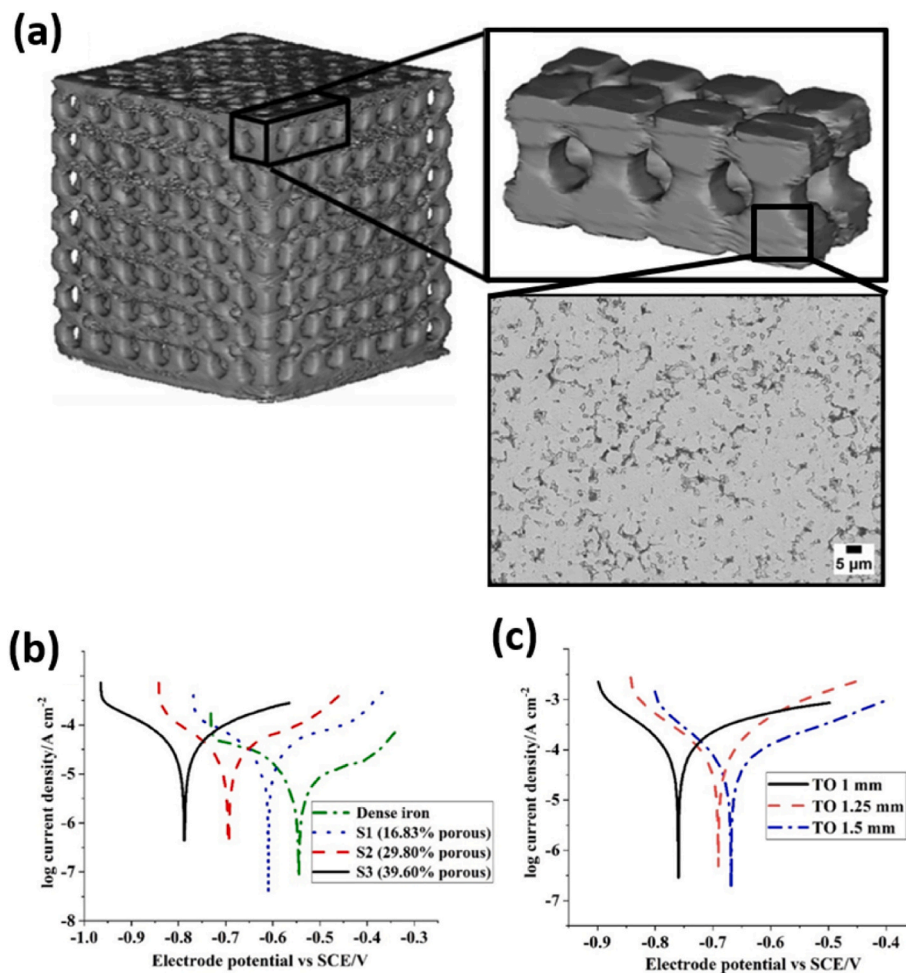 (a)
5 µm
(b)
log current density/A cm⁻²
-4
-5
-6
-7
-8
Dense iron
S1 (16.83% porous)
S2 (29.80% porous)
S3 (39.60% porous)
-1.0 -0.9 -0.8 -0.7 -0.6 -0.5 -0.4 -0.3
Electrode potential vs SCE/V
(c)
log current density/A cm⁻²
-2
-3
-4
-5
-6
-7
TO 1 mm
TO 1.25 mm
TO 1.5 mm
-0.9 -0.8 -0.7 -0.6 -0.5 -0.4
Electrode potential vs SCE/V